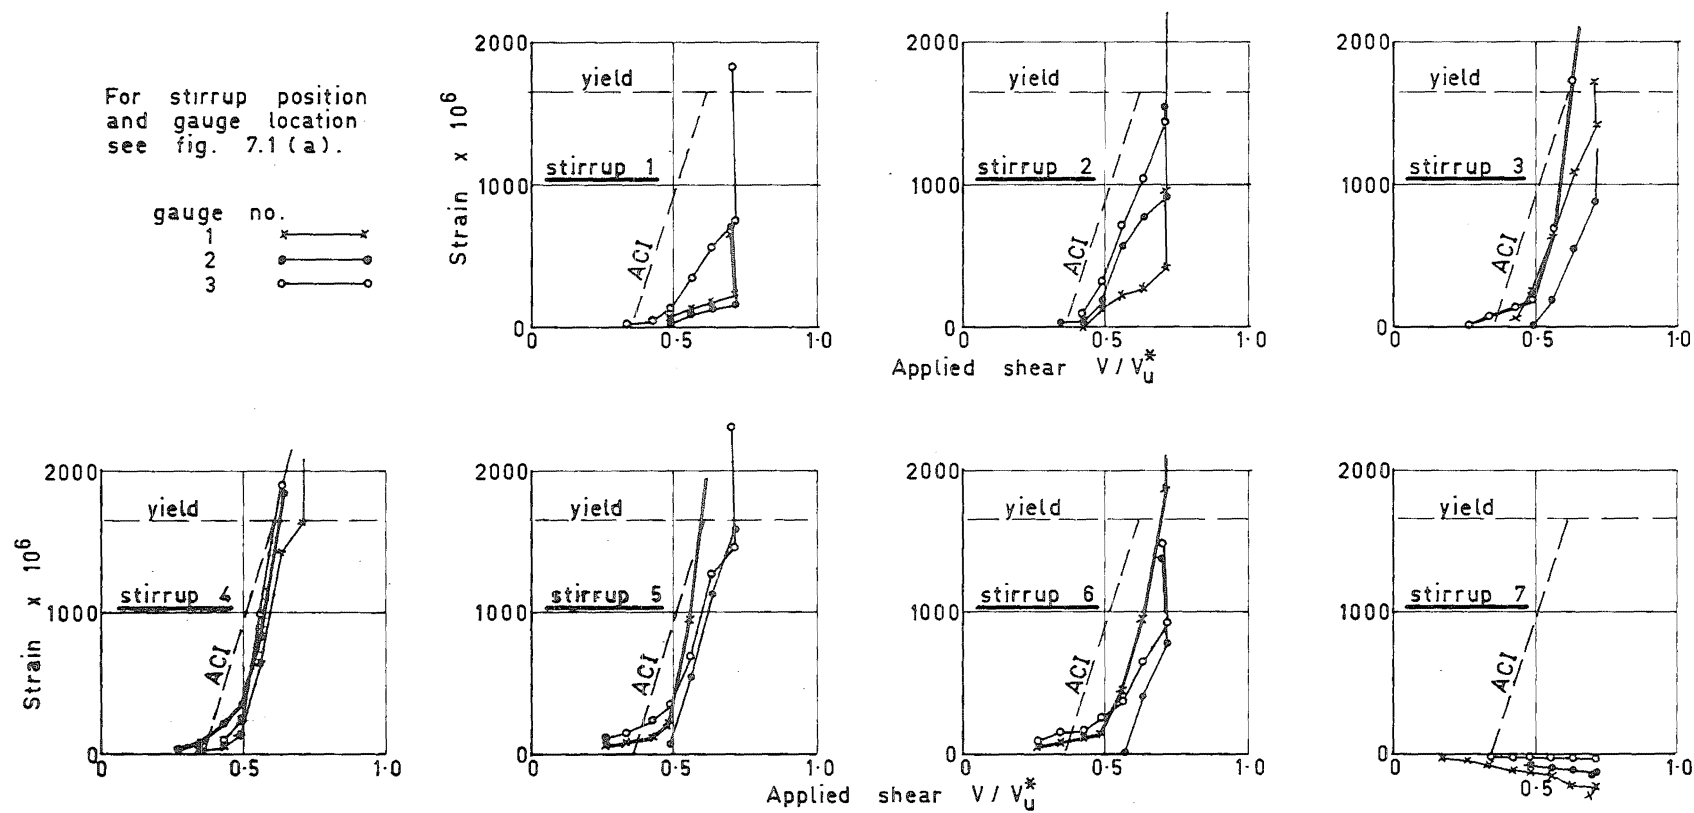 For stirrup position
and gauge location
see fig. 7.1 (a).
gauge no.
1
2
3
Strain x 10⁶
2000
yield
stirrup 1
1000
ACI
0
0
0·5
1·0
2000
yield
stirrup 2
1000
ACI
0
0
0·5
1·0
2000
yield
stirrup 3
1000
ACI
0
0
0·5
1·0
Applied shear V/Vᵤ*
Strain x 10⁶
2000
yield
stirrup 4
1000
ACI
0
0
0·5
1·0
2000
yield
stirrup 5
1000
ACI
0
0
0·5
1·0
2000
yield
stirrup 6
1000
ACI
0
0
0·5
1·0
2000
yield
stirrup 7
1000
ACI
0
0·5
1·0
Applied shear V/Vᵤ*